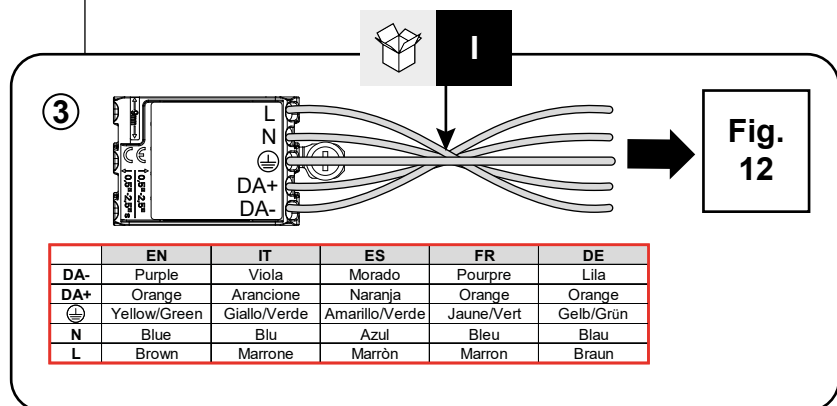 I
3
L
N
DA+
DA-
Fig.
12
EN IT ES FR DE
DA- Purple Viola Morado Pourpre Lila
DA+ Orange Arancione Naranja Orange Orange
Yellow/Green Giallo/Verde Amarillo/Verde Jaune/Vert Gelb/Grün
N Blue Blu Azul Bleu Blau
L Brown Marrone Marròn Marron Braun